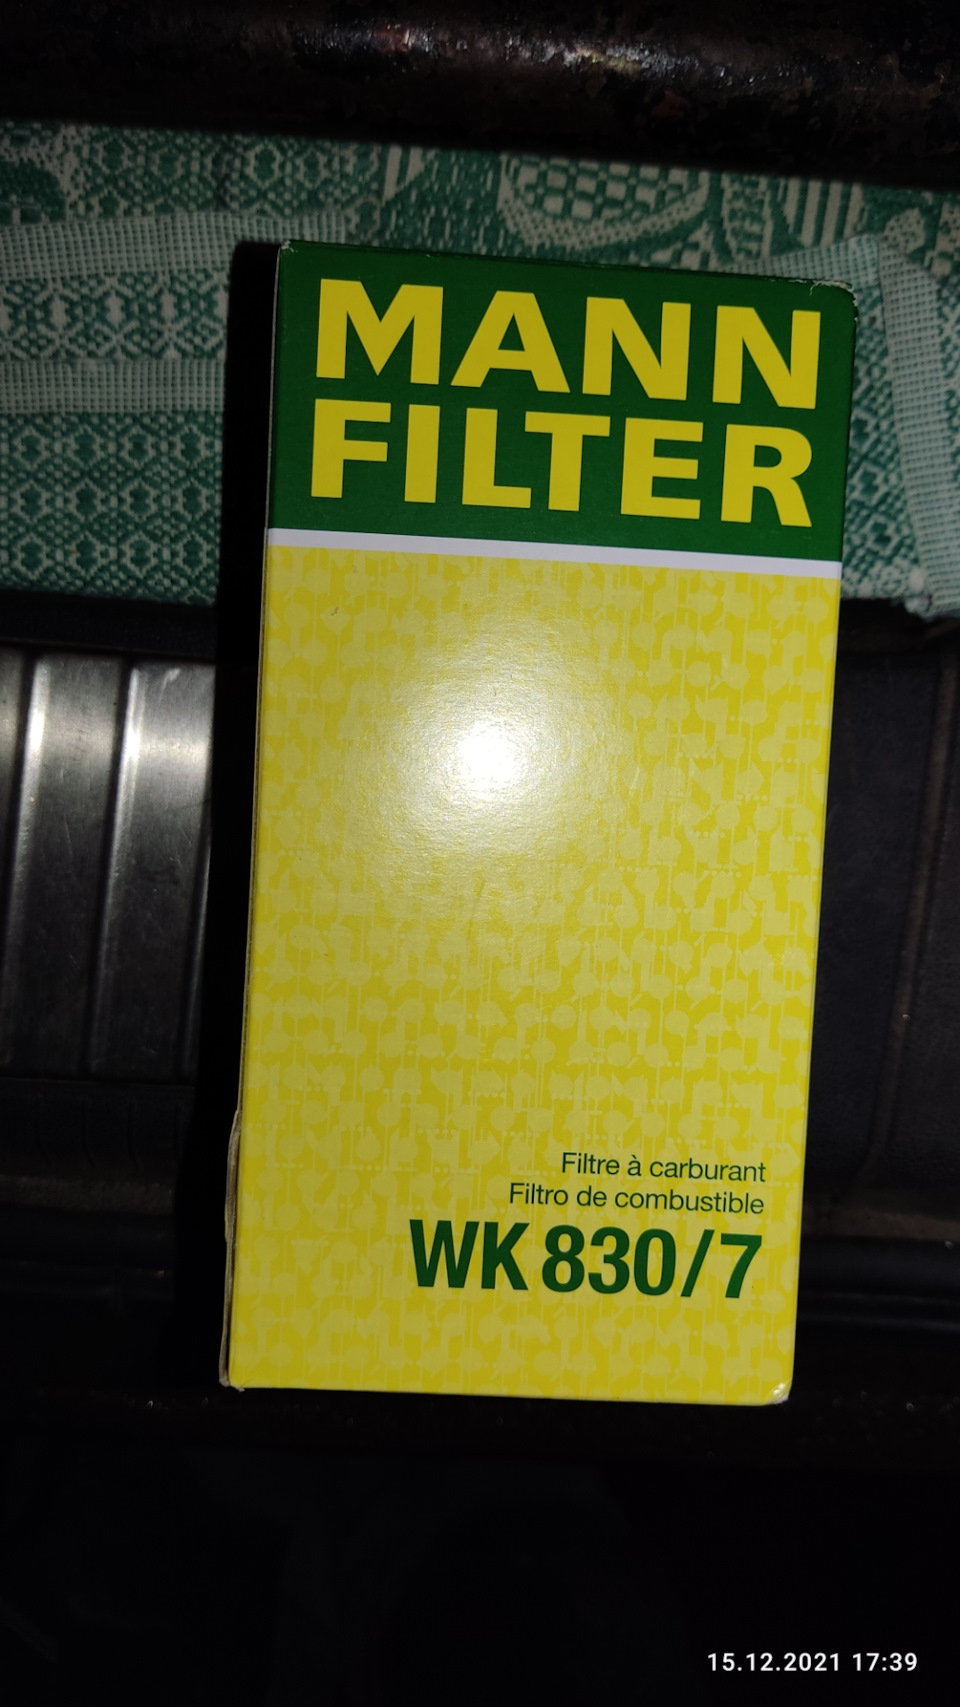 MANN
FILTER
Filtre à carburant
Filtro de combustible
WK 830/7
15.12.2021 17:39